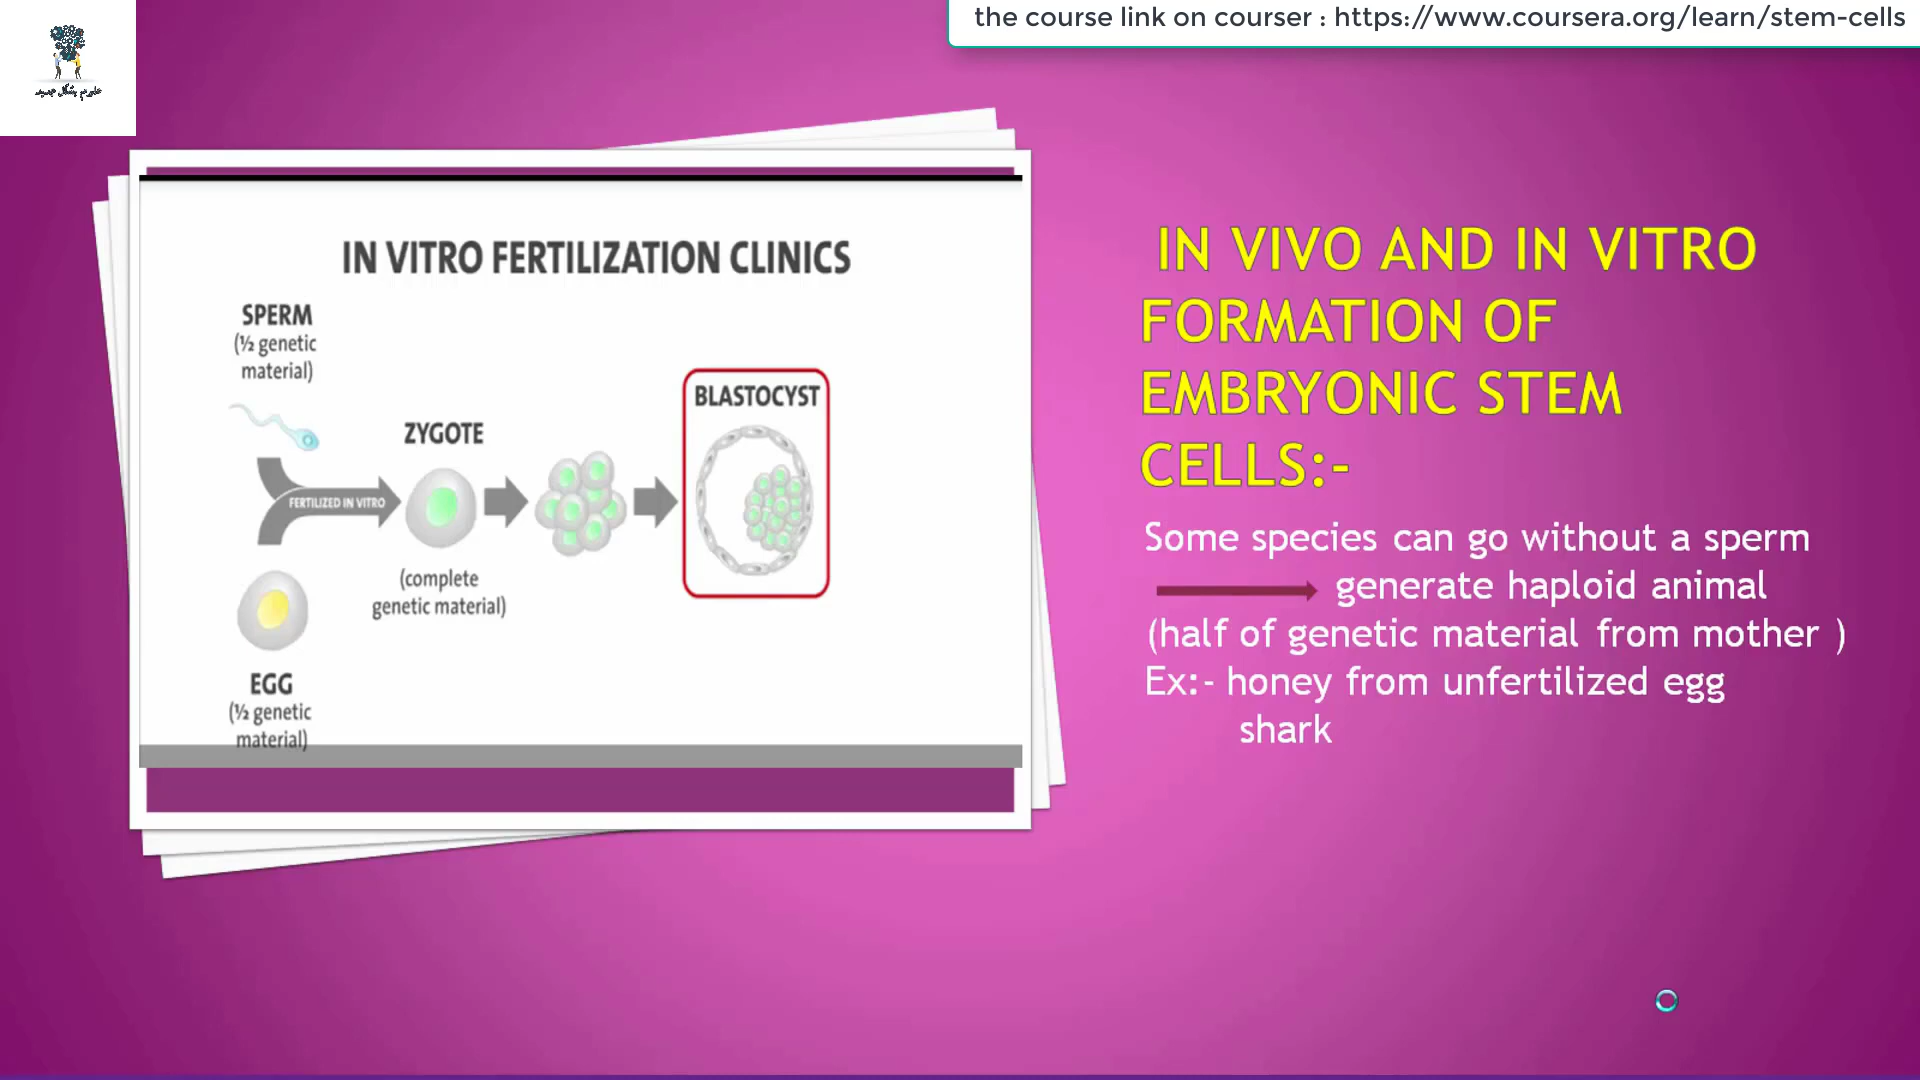 the course link on courser : https://www.coursera.org/learn/stem-cells
IN VITRO FERTILIZATION CLINICS
SPERM
(½ genetic
material)
BLASTOCYST
ZYGOTE
FERTILIZED IN VITRO
(complete
genetic material)
EGG
(½ genetic
material)
IN VIVO AND IN VITRO
FORMATION OF
EMBRYONIC STEM
CELLS:-
Some species can go without a sperm
generate haploid animal
(half of genetic material from mother )
Ex:- honey from unfertilized egg
shark